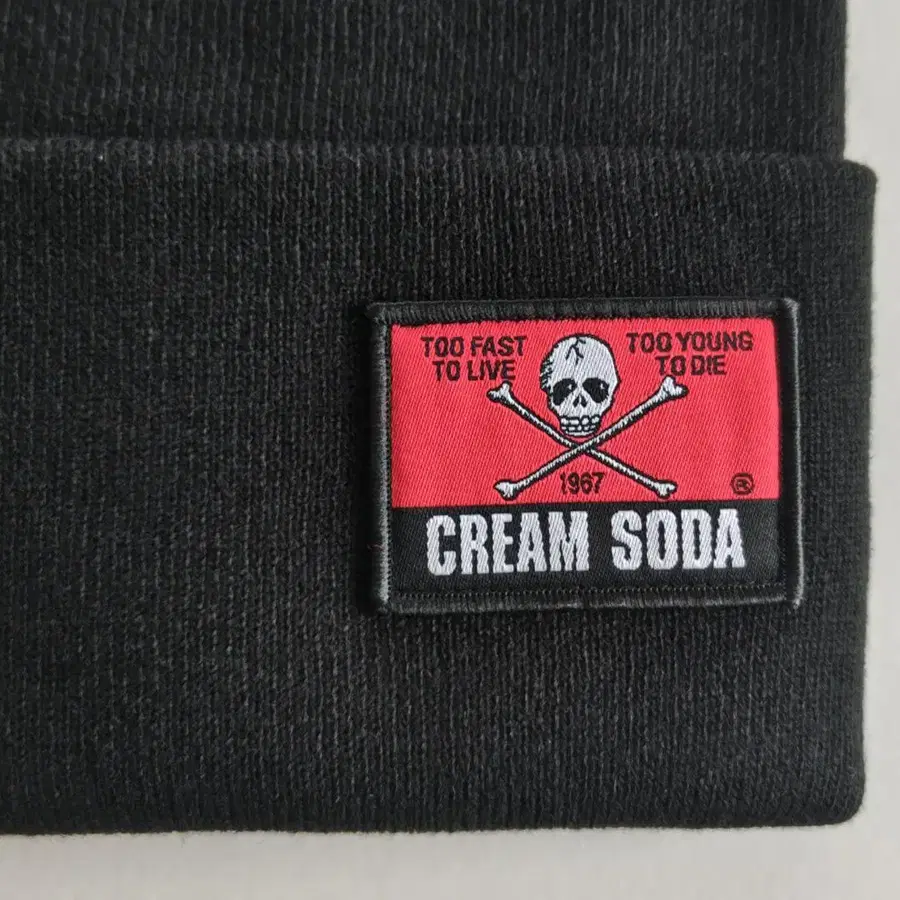 TOO FAST
TO LIVE
TOO YOUNG
TO DIE
1967
®
CREAM SODA